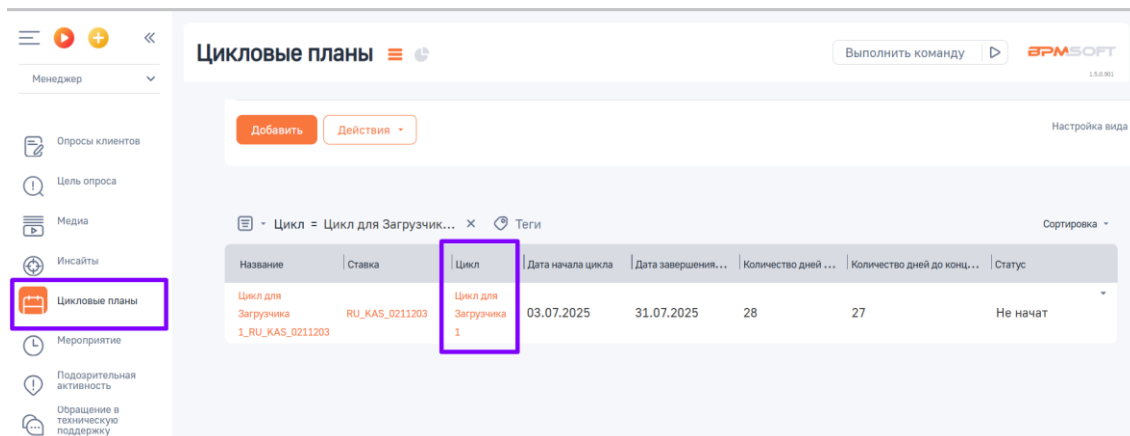 Цикловые планы
Выполнить команду
BPMSOFT
1.5.0.901
Менеджер
Опросы клиентов
Цель опроса
Медиа
Инсайты
Цикловые планы
Мероприятие
Подозрительная
активность
Обращение в
техническую
поддержку
Добавить
Действия
Настройка вида
Цикл = Цикл для Загрузчик...
Теги
Сортировка
Название
Ставка
Цикл
Дата начала цикла
Дата завершения...
Количество дней ...
Количество дней до конц...
Статус
Цикл для
Загрузчика
1_RU_KAS_0211203
RU_KAS_0211203
Цикл для
Загрузчика
1
03.07.2025
31.07.2025
28
27
Не начат